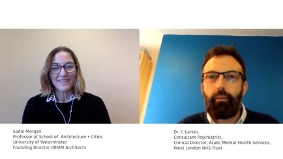 Sadie Morgan
Professor of School of Architecture + Cities
University of Westminster
Founding Director dRMM Architects
Dr. T. Larkin,
Consultant Psychiatrist,
Clinical Director, Acute Mental Health Services,
West London NHS Trust